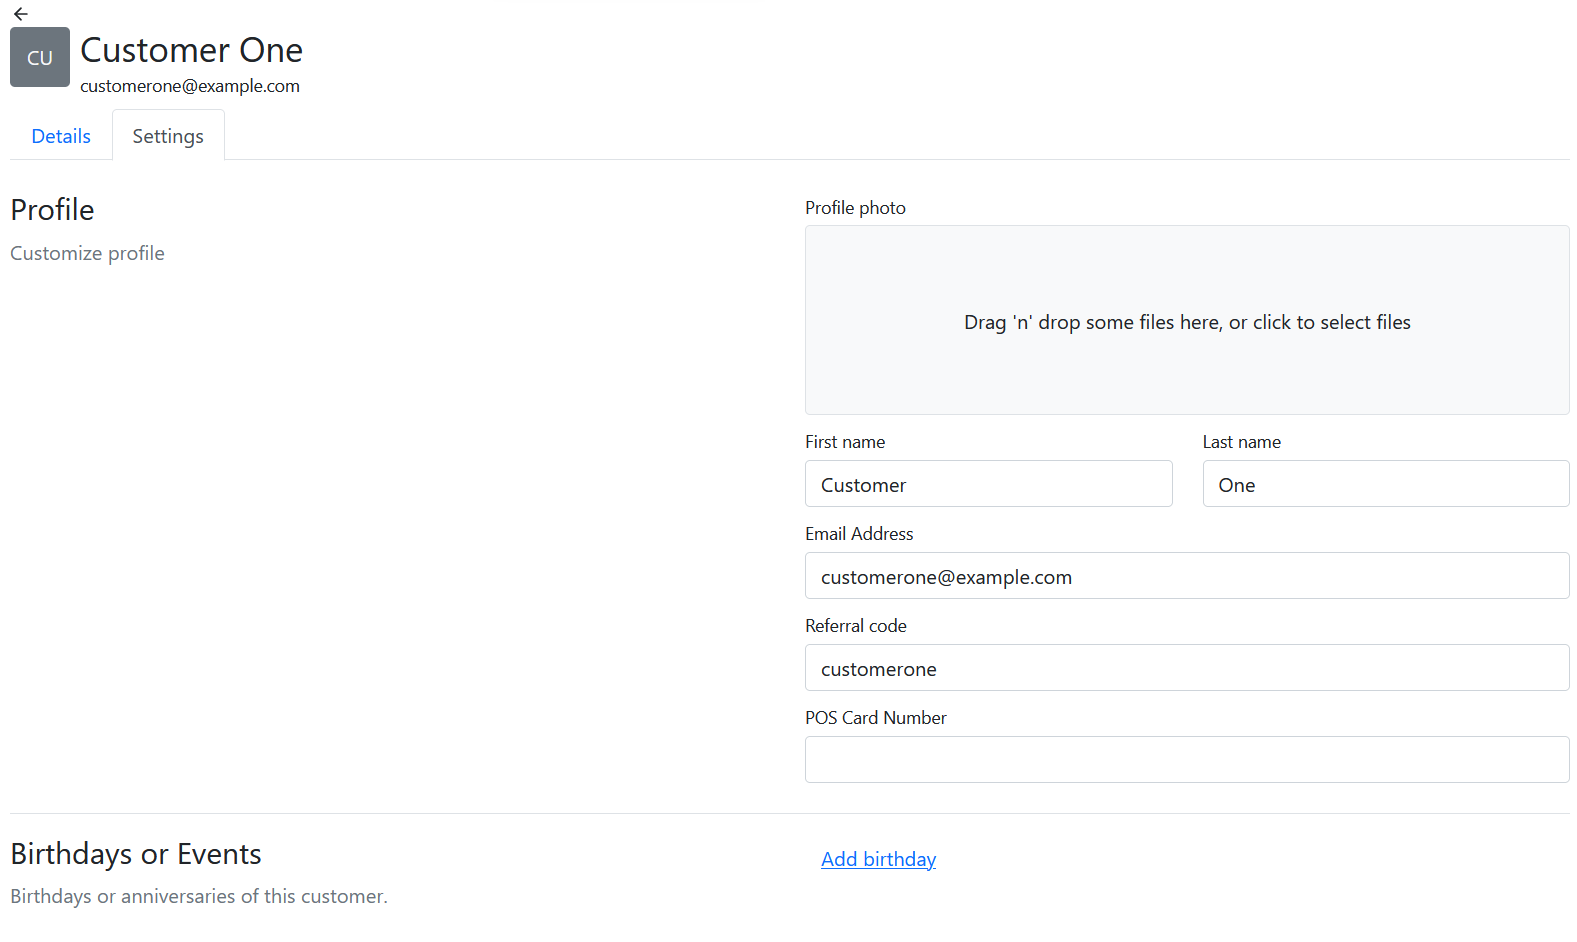 CU
Customer One
customerone@example.com
Details
Settings
Profile
Customize profile
Profile photo
Drag 'n' drop some files here, or click to select files
First name
Last name
Customer
One
Email Address
customerone@example.com
Referral code
customerone
POS Card Number
Birthdays or Events
Birthdays or anniversaries of this customer.
Add birthday